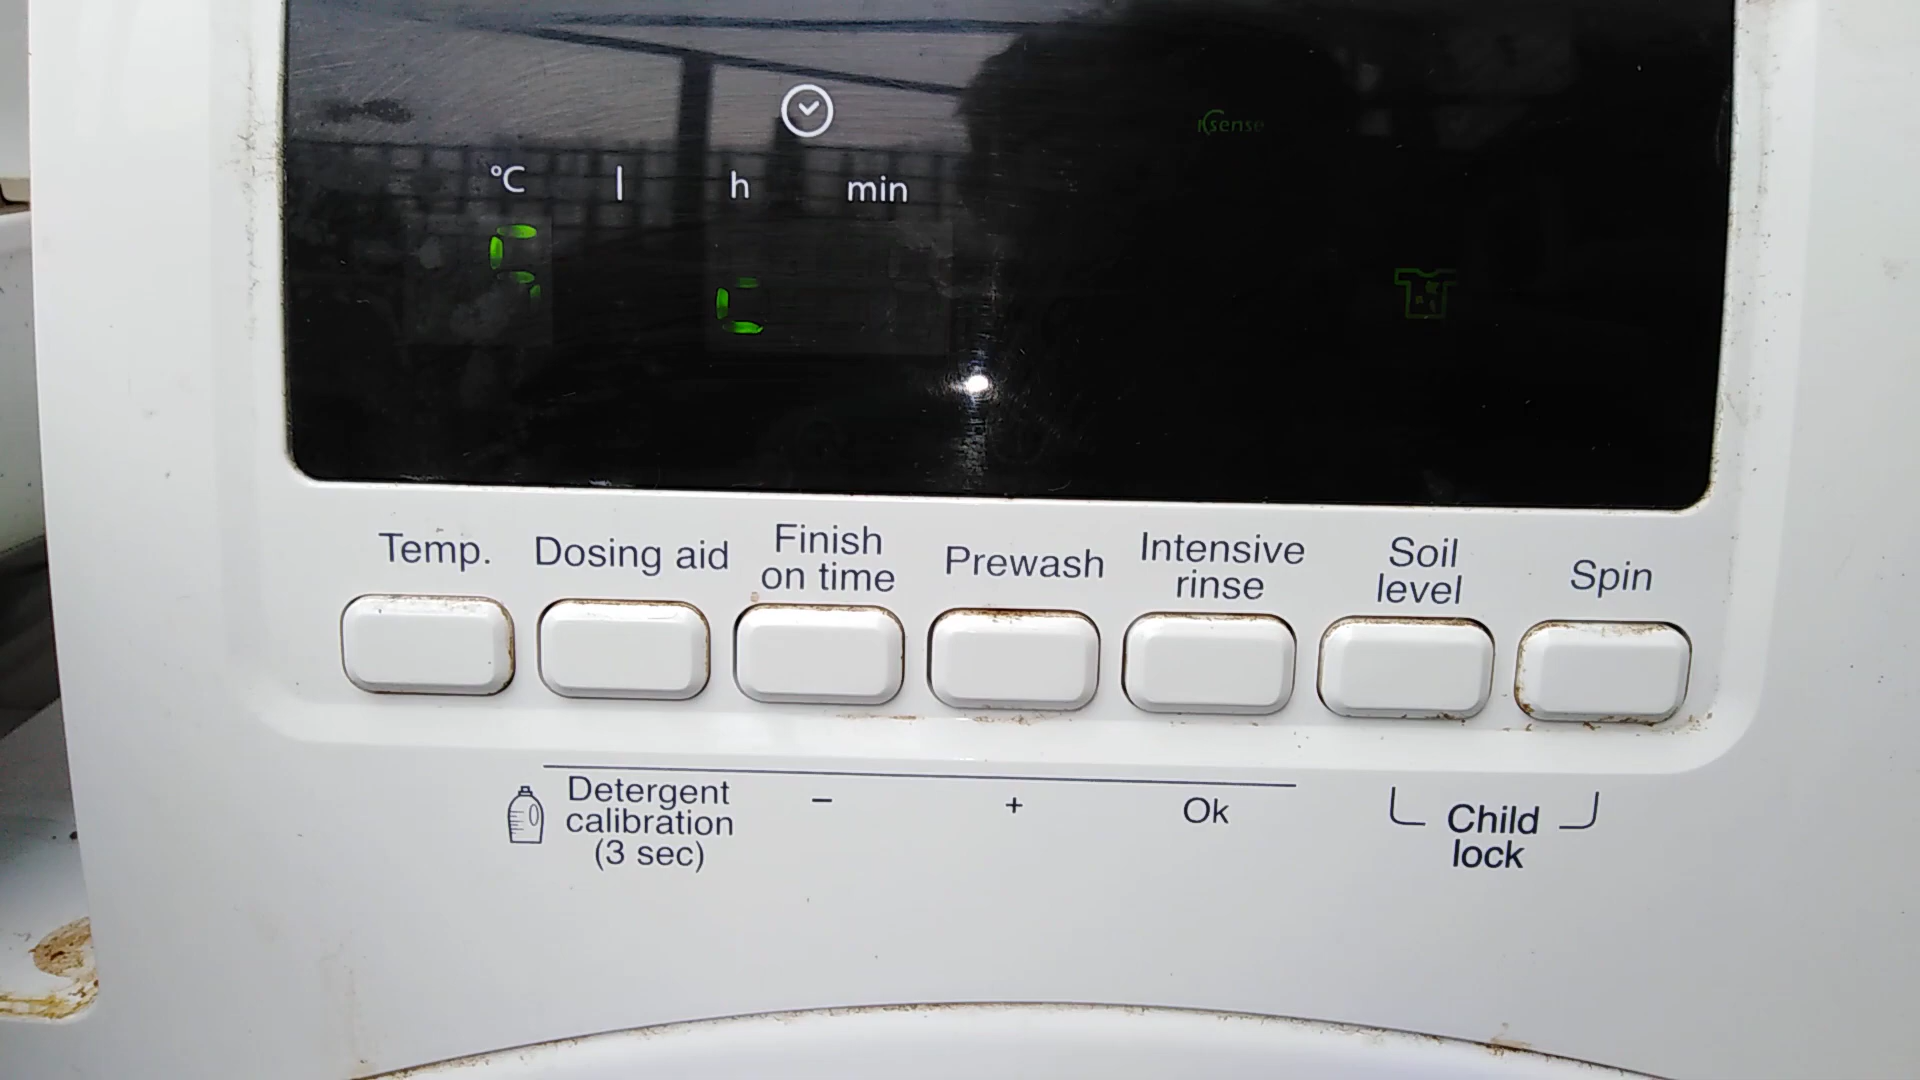 °C l h min
sense
Temp. Dosing aid Finish on time Prewash Intensive rinse Soil level Spin
Detergent
calibration
(3 sec)
– + Ok
Child
lock